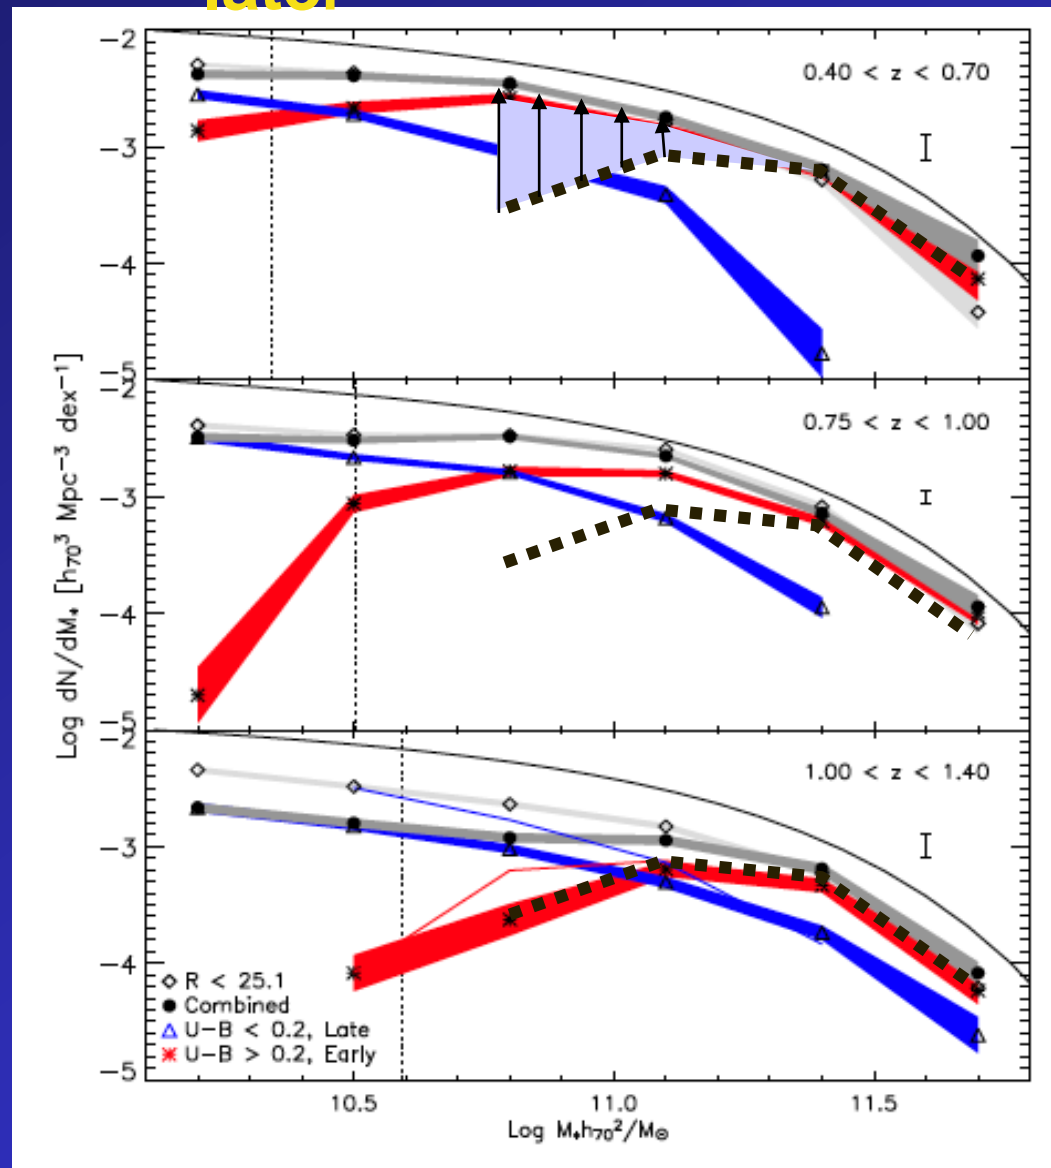 later
−2
0.40 < z < 0.70
−3
−4
−5
−2
0.75 < z < 1.00
−3
−4
−5
−2
1.00 < z < 1.40
−3
−4
R < 25.1
Combined
U−B < 0.2, Late
U−B > 0.2, Early
−5
10.5 11.0 11.5
Log M*h₇₀²/M⊙
Log dN/dM* [h₇₀³ Mpc⁻³ dex⁻¹]